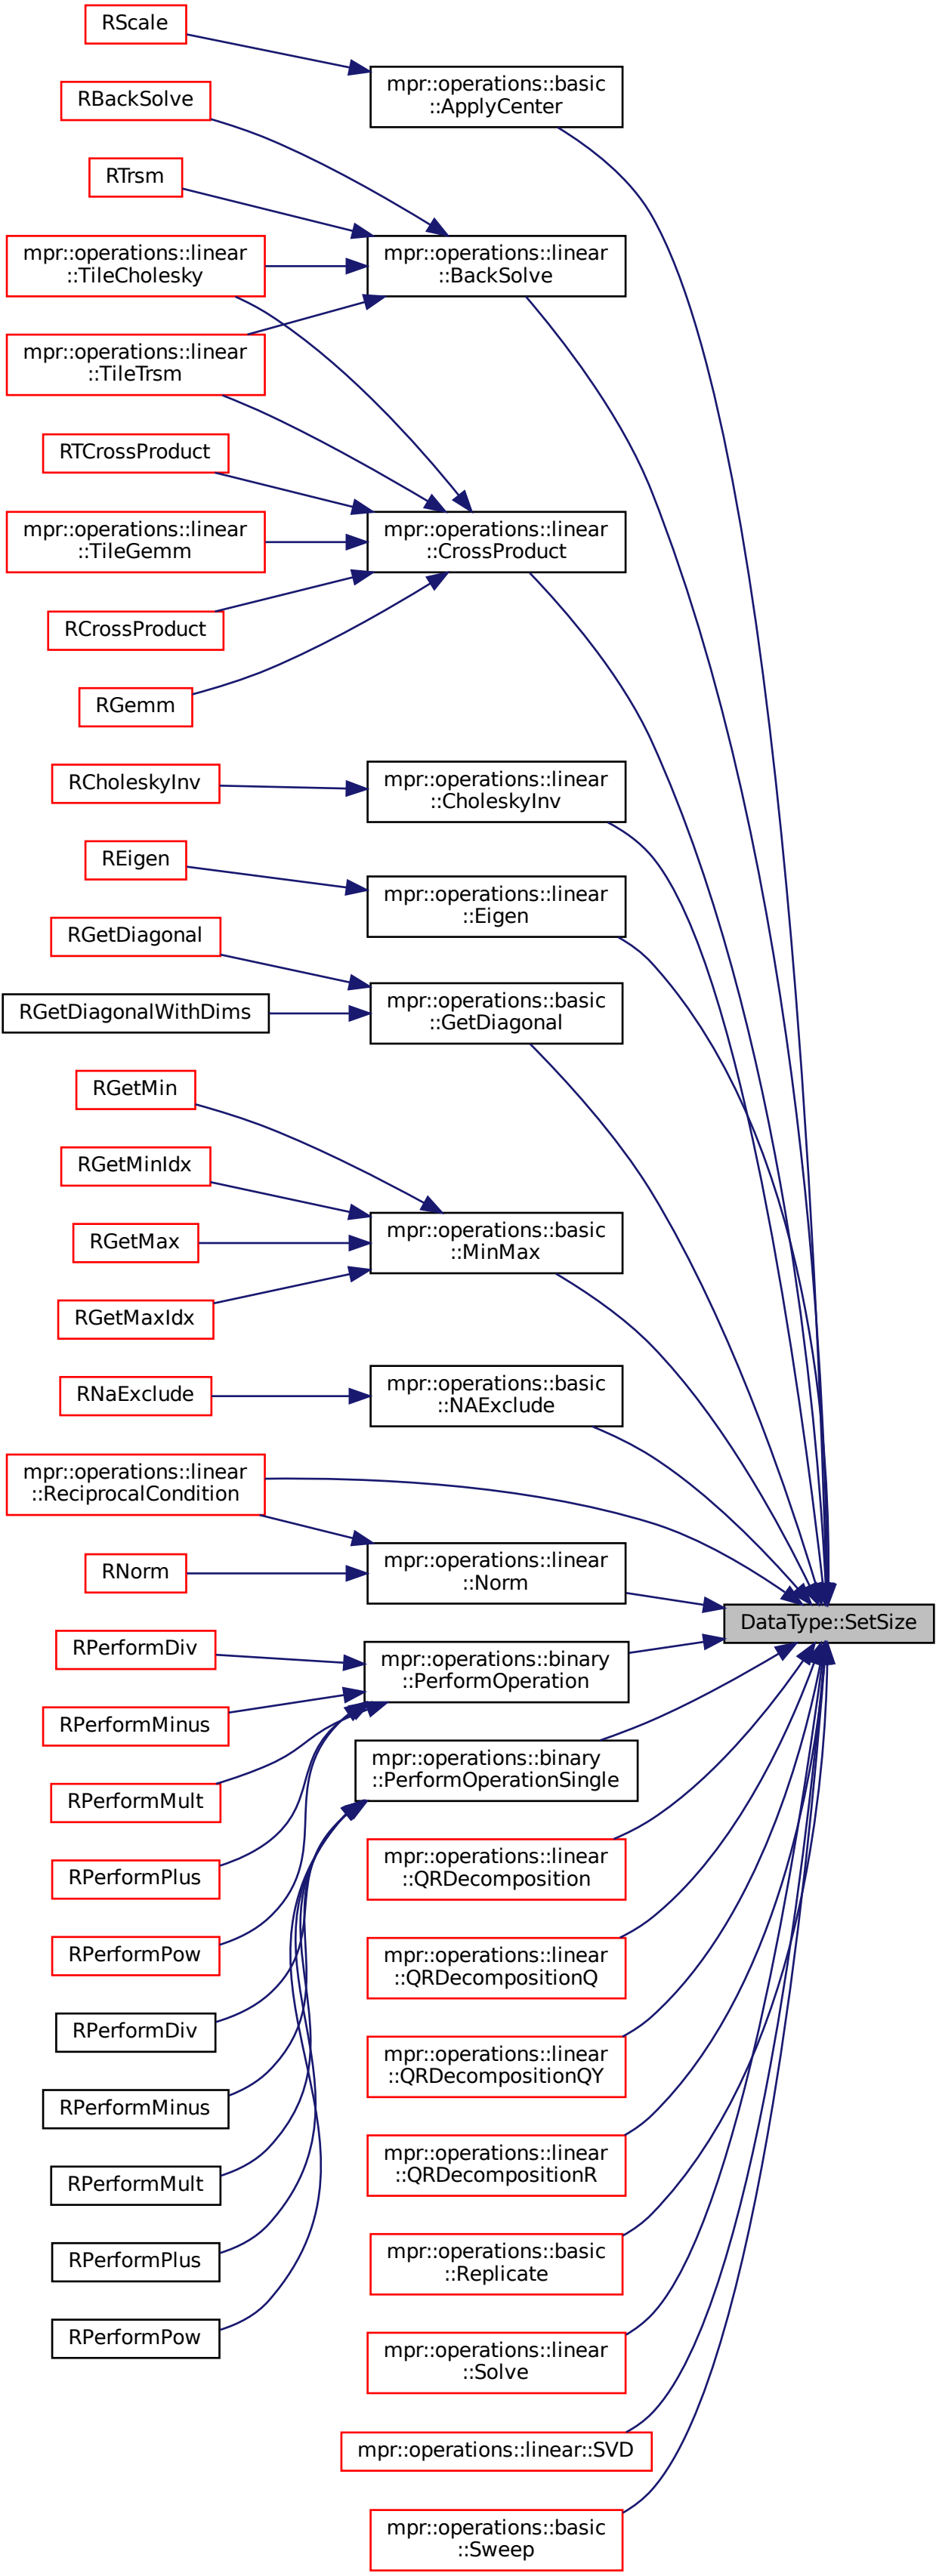 RScale
mpr::operations::basic
::ApplyCenter
RBackSolve
RTrsm
mpr::operations::linear
::TileCholesky
mpr::operations::linear
::BackSolve
mpr::operations::linear
::TileTrsm
RTCrossProduct
mpr::operations::linear
::TileGemm
mpr::operations::linear
::CrossProduct
RCrossProduct
RGemm
RCholeskyInv
mpr::operations::linear
::CholeskyInv
REigen
mpr::operations::linear
::Eigen
RGetDiagonal
RGetDiagonalWithDims
mpr::operations::basic
::GetDiagonal
RGetMin
RGetMinIdx
RGetMax
mpr::operations::basic
::MinMax
RGetMaxIdx
RNaExclude
mpr::operations::basic
::NAExclude
mpr::operations::linear
::ReciprocalCondition
RNorm
mpr::operations::linear
::Norm
DataType::SetSize
RPerformDiv
mpr::operations::binary
::PerformOperation
RPerformMinus
RPerformMult
mpr::operations::binary
::PerformOperationSingle
RPerformPlus
mpr::operations::linear
::QRDecomposition
RPerformPow
mpr::operations::linear
::QRDecompositionQ
RPerformDiv
mpr::operations::linear
::QRDecompositionQY
RPerformMinus
RPerformMult
mpr::operations::linear
::QRDecompositionR
RPerformPlus
mpr::operations::basic
::Replicate
RPerformPow
mpr::operations::linear
::Solve
mpr::operations::linear::SVD
mpr::operations::basic
::Sweep